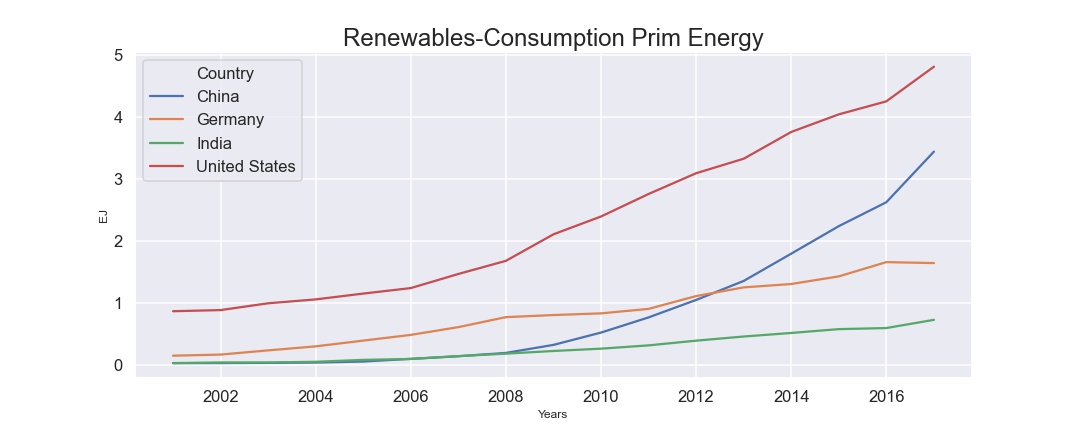 Renewables-Consumption Prim Energy
5
4
3
2
1
0
EJ
Country
China
Germany
India
United States
2002 2004 2006 2008 2010 2012 2014 2016
Years